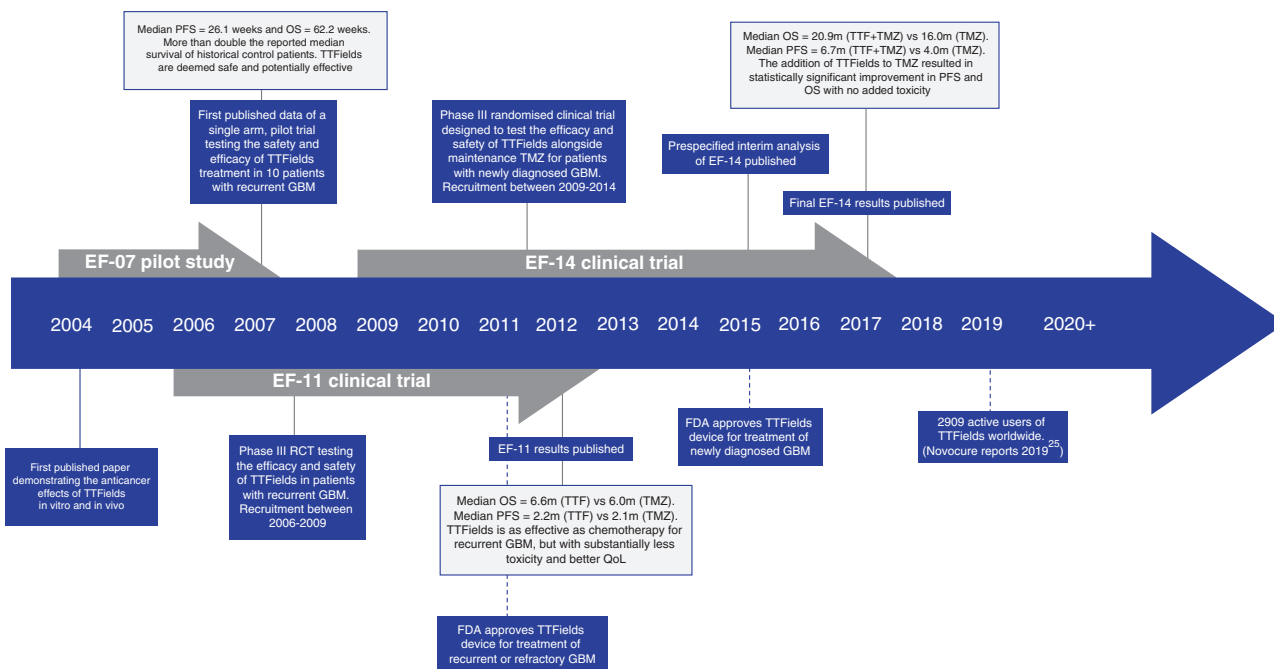 Median PFS = 26.1 weeks and OS = 62.2 weeks.
More than double the reported median
survival of historical control patients. TTFields
are deemed safe and potentially effective
Median OS = 20.9m (TTF+TMZ) vs 16.0m (TMZ).
Median PFS = 6.7m (TTF+TMZ) vs 4.0m (TMZ).
The addition of TTFields to TMZ resulted in
statistically significant improvement in PFS and
OS with no added toxicity
First published data of a
single arm, pilot trial
testing the safety and
efficacy of TTFields
treatment in 10 patients
with recurrent GBM
Phase III randomised clinical trial
designed to test the efficacy and
safety of TTFields alongside
maintenance TMZ for patients
with newly diagnosed GBM.
Recruitment between 2009-2014
Prespecified interim analysis
of EF-14 published
Final EF-14 results published
EF-07 pilot study
EF-14 clinical trial
2004 2005 2006 2007 2008 2009 2010 2011 2012 2013 2014 2015 2016 2017 2018 2019 2020+
EF-11 clinical trial
First published paper
demonstrating the anticancer
effects of TTFields
in vitro and in vivo
Phase III RCT testing
the efficacy and safety
of TTFields in patients
with recurrent GBM.
Recruitment between
2006-2009
EF-11 results published
Median OS = 6.6m (TTF) vs 6.0m (TMZ).
Median PFS = 2.2m (TTF) vs 2.1m (TMZ).
TTFields is as effective as chemotherapy for
recurrent GBM, but with substantially less
toxicity and better QoL
FDA approves TTFields
device for treatment of
recurrent or refractory GBM
FDA approves TTFields
device for treatment of
newly diagnosed GBM
2909 active users of
TTFields worldwide.
(Novocure reports 2019²⁵)